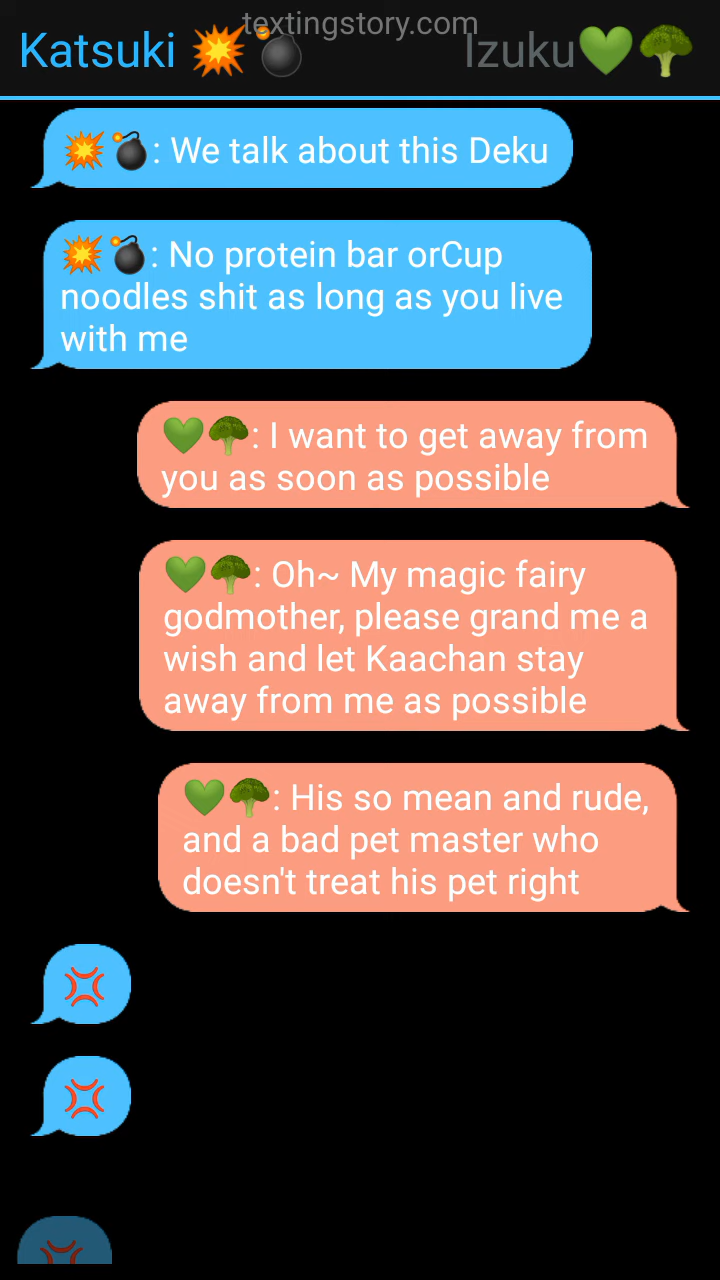 textingstory.com
Katsuki 💥💣 Izuku💚🥦
💥💣: We talk about this Deku
💥💣: No protein bar orCup
noodles shit as long as you live
with me
💚🥦: I want to get away from
you as soon as possible
💚🥦: Oh~ My magic fairy
godmother, please grand me a
wish and let Kaachan stay
away from me as possible
💚🥦: His so mean and rude,
and a bad pet master who
doesn't treat his pet right
💢
💢
💢